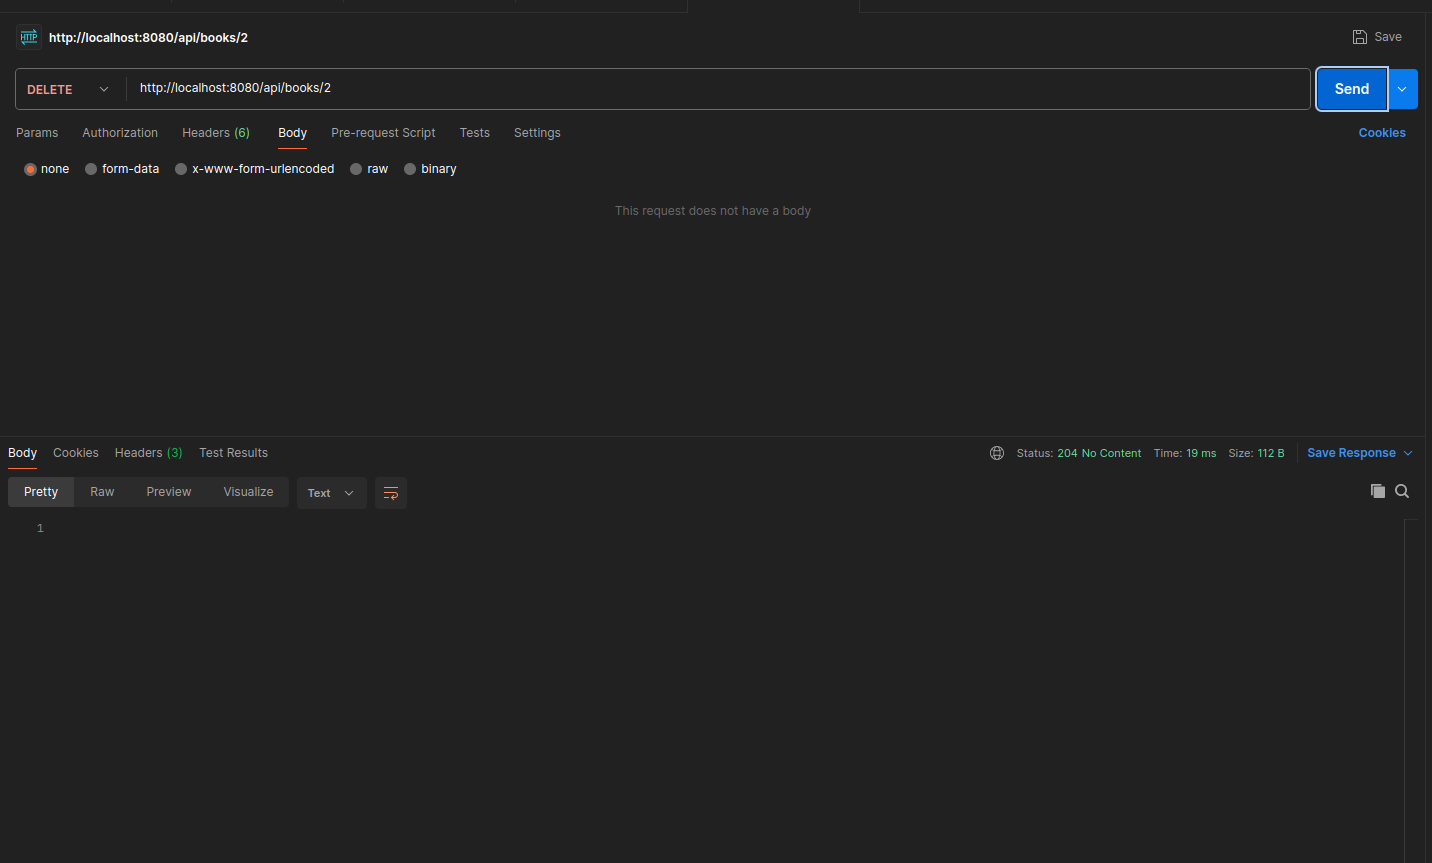 HTTP http://localhost:8080/api/books/2 Save
DELETE http://localhost:8080/api/books/2 Send
Params Authorization Headers (6) Body Pre-request Script Tests Settings Cookies
none form-data x-www-form-urlencoded raw binary
This request does not have a body
Body Cookies Headers (3) Test Results Status: 204 No Content Time: 19 ms Size: 112 B Save Response
Pretty Raw Preview Visualize Text
1